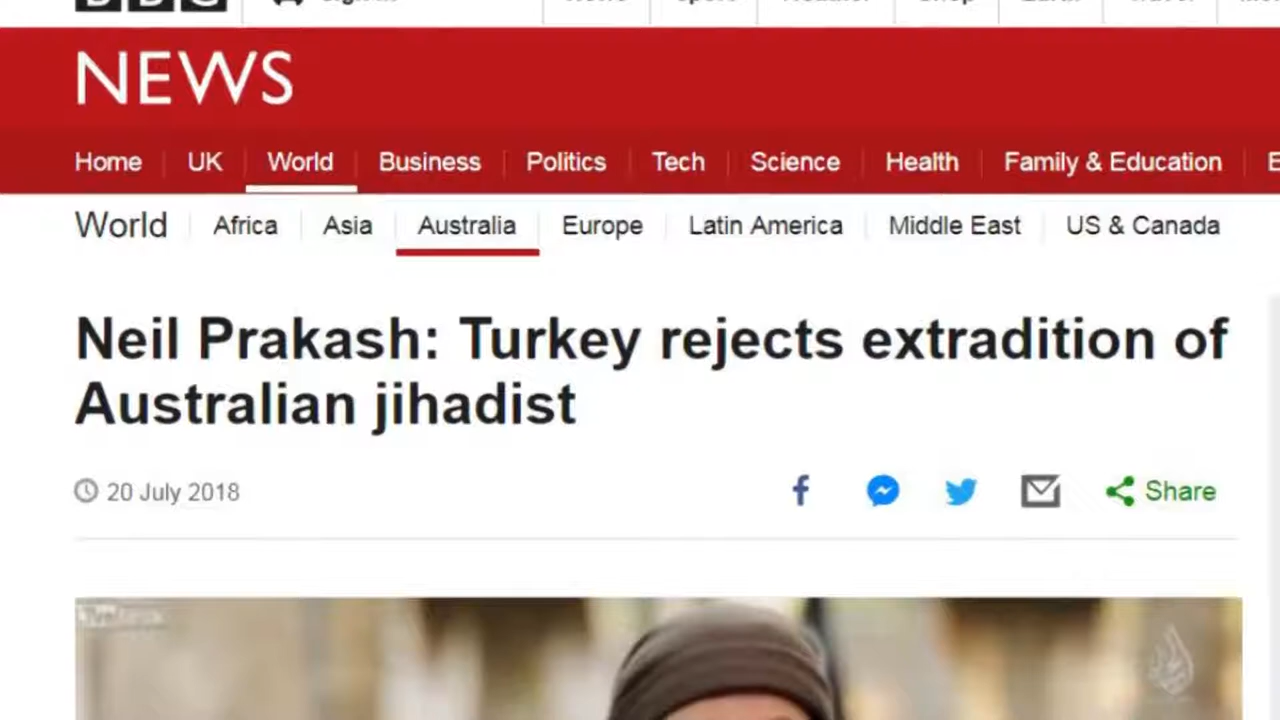 NEWS
Home UK World Business Politics Tech Science Health Family & Education E
World Africa Asia Australia Europe Latin America Middle East US & Canada
Neil Prakash: Turkey rejects extradition of
Australian jihadist
20 July 2018 Share